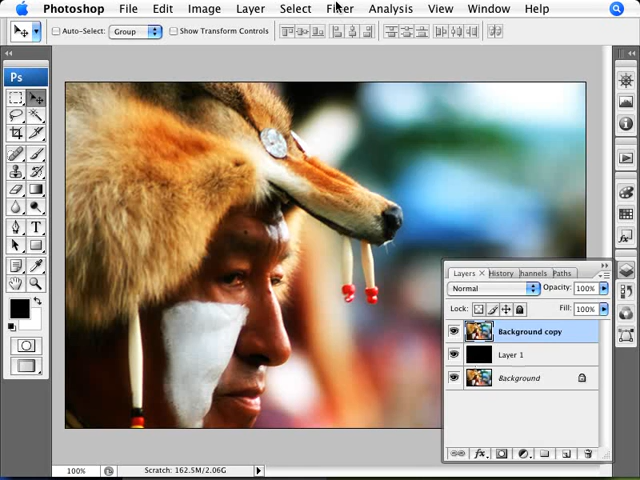 Photoshop File Edit Image Layer Select Filter Analysis View Window Help
Auto-Select: Group Show Transform Controls
Ps
Layers × History hannels Paths
Normal Opacity: 100%
Lock: Fill: 100%
Background copy
Layer 1
Background
fx
100% Scratch: 162.5M/2.06G